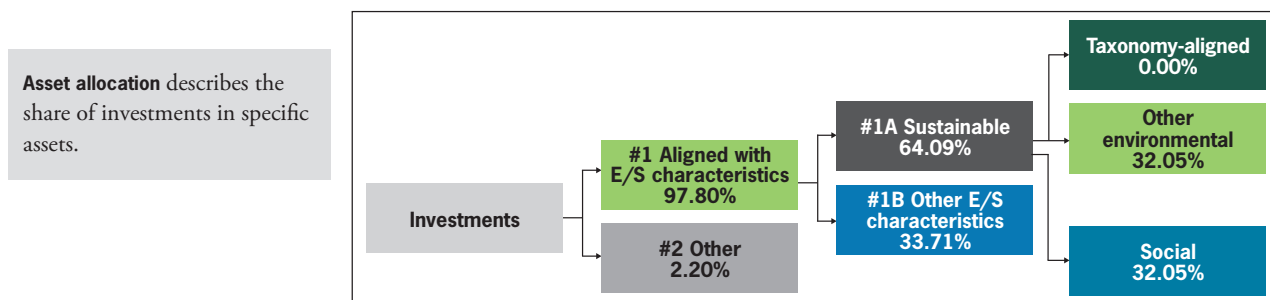 Asset allocation describes the
share of investments in specific
assets.
Investments
#1 Aligned with
E/S characteristics
97.80%
#2 Other
2.20%
#1A Sustainable
64.09%
#1B Other E/S
characteristics
33.71%
Taxonomy-aligned
0.00%
Other
environmental
32.05%
Social
32.05%